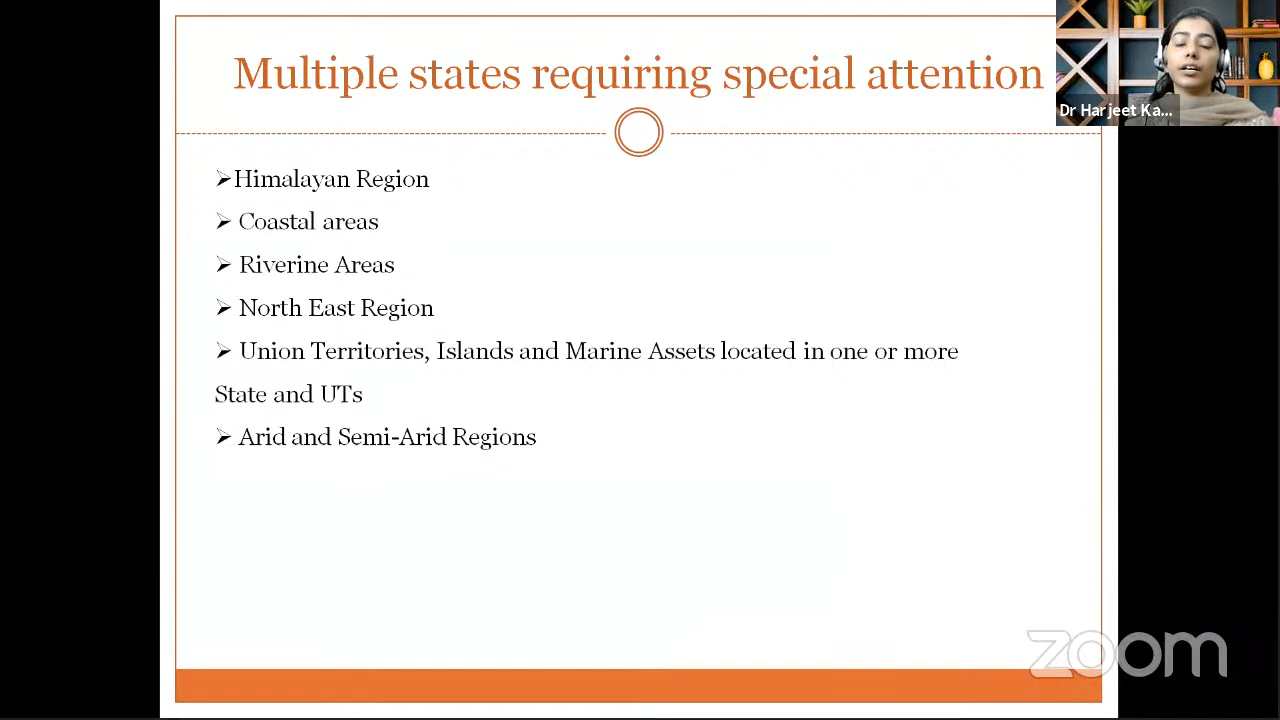 Multiple states requiring special attention
Dr Harjeet Ka...
➢Himalayan Region
➢ Coastal areas
➢ Riverine Areas
➢ North East Region
➢ Union Territories, Islands and Marine Assets located in one or more
State and UTs
➢ Arid and Semi-Arid Regions
zoom